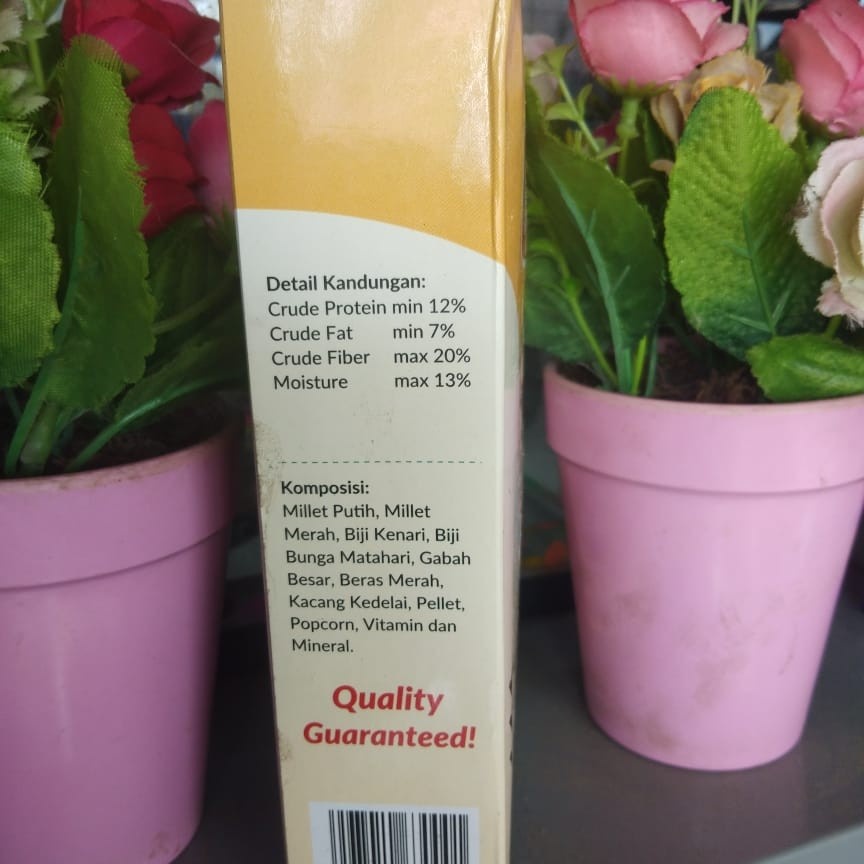 Detail Kandungan:
Crude Protein min 12%
Crude Fat min 7%
Crude Fiber max 20%
Moisture max 13%
Komposisi:
Millet Putih, Millet
Merah, Biji Kenari, Biji
Bunga Matahari, Gabah
Besar, Beras Merah,
Kacang Kedelai, Pellet,
Popcorn, Vitamin dan
Mineral.
Quality
Guaranteed!